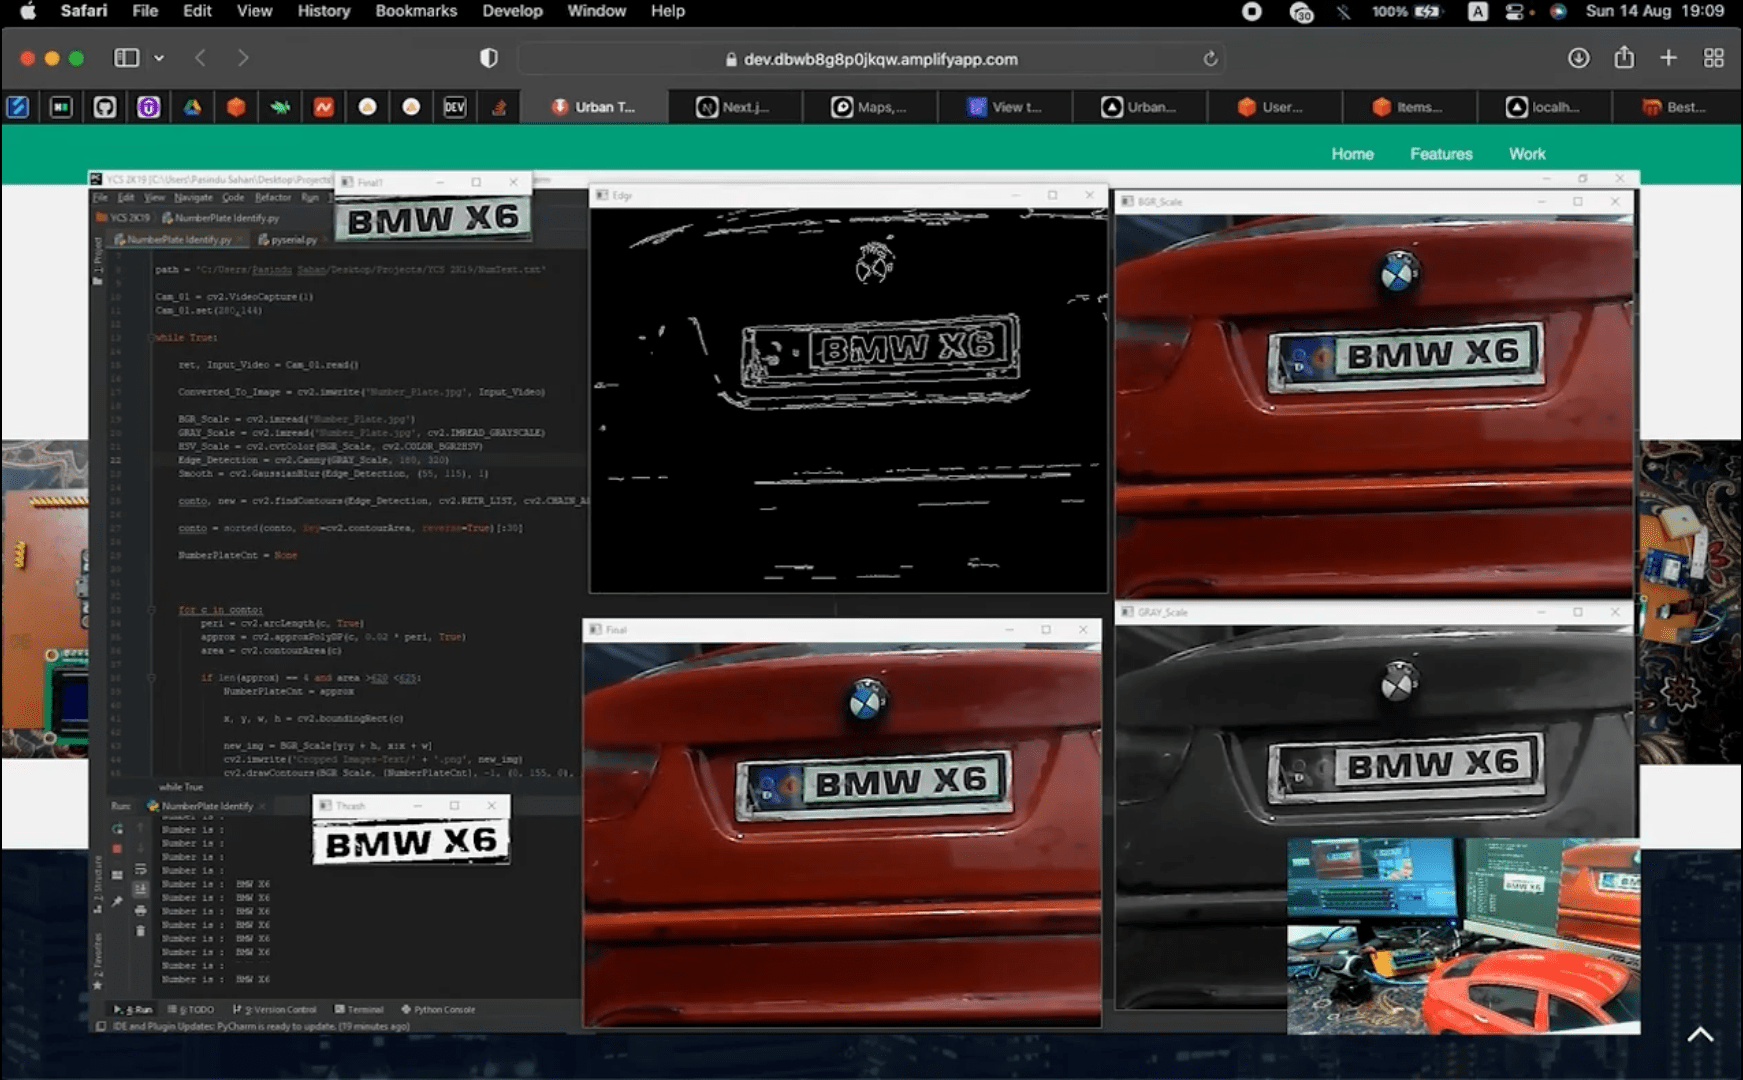 Safari File Edit View History Bookmarks Develop Window Help 30 100% A Sun 14 Aug 19:09
dev.dbwb8g8p0jkqw.amplifyapp.com
DEV Urban T... Next.j... Maps,... View t... Urban... User... Items... localh... Best...
Home Features Work
YCS 2K19 [C:\Users\Pasindu Sahan\Desktop\Projects\
File Edit View Navigate Code Refactor Run
YCS 2K19 NumberPlate Identify.py
NumberPlate Identify.py pyserial.py
path = 'C:/Users/Pasindu Sahan/Desktop/Projects/YCS 2K19/NumText.txt'
Cam_01 = cv2.VideoCapture(1)
Cam_01.set(280,144)
while True:
ret, Input_Video = Cam_01.read()
Converted_To_Image = cv2.imwrite('Number_Plate.jpg', Input_Video)
BGR_Scale = cv2.imread('Number_Plate.jpg')
GRAY_Scale = cv2.imread('Number_Plate.jpg', cv2.IMREAD_GRAYSCALE)
HSV_Scale = cv2.cvtColor(BGR_Scale, cv2.COLOR_BGR2HSV)
Edge_Detection = cv2.Canny(GRAY_Scale, 180, 320)
Smooth = cv2.GaussianBlur(Edge_Detection, (55, 115), 1)
conto, new = cv2.findContours(Edge_Detection, cv2.RETR_LIST, cv2.CHAIN_A
conto = sorted(conto, key=cv2.contourArea, reverse=True)[:30]
NumberPlateCnt = None
for c in conto:
peri = cv2.arcLength(c, True)
approx = cv2.approxPolyDP(c, 0.02 * peri, True)
area = cv2.contourArea(c)
if len(approx) == 4 and area >620 <625:
NumberPlateCnt = approx
x, y, w, h = cv2.boundingRect(c)
new_img = BGR_Scale[y:y + h, x:x + w]
cv2.imwrite('Cropped Images-Text/' + '.png', new_img)
cv2.drawContours(BGR_Scale, [NumberPlateCnt], -1, (0, 155, 0),
while True
Run: NumberPlate Identify
Number is :
Number is :
Number is :
Number is :
Number is :
Number is : BMW X6
Number is : BMW X6
Number is : BMW X6
Number is : BMW X6
Number is : BMW X6
Number is : BMW X6
Number is :
Number is : BMW X6
4: Run 6: TODO 9: Version Control Terminal Python Console
IDE and Plugin Updates: PyCharm is ready to update. (19 minutes ago)
1: Project
7: Structure
2: Favorites
Final1
BMW X6
Thrash
BMW X6
Edge
BMW X6
BGR_Scale
D BMW X6
Final
D BMW X6
GRAY_Scale
D BMW X6